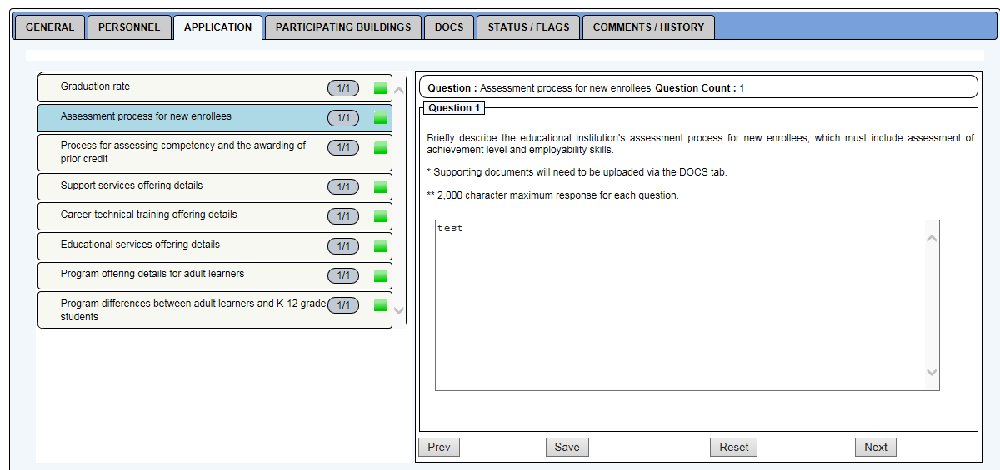 GENERAL PERSONNEL APPLICATION PARTICIPATING BUILDINGS DOCS STATUS / FLAGS COMMENTS / HISTORY
Graduation rate 1/1
Assessment process for new enrollees 1/1
Process for assessing competency and the awarding of 1/1
prior credit
Support services offering details 1/1
Career-technical training offering details 1/1
Educational services offering details 1/1
Program offering details for adult learners 1/1
Program differences between adult learners and K-12 grade 1/1
students
Question : Assessment process for new enrollees Question Count : 1
Question 1
Briefly describe the educational institution's assessment process for new enrollees, which must include assessment of
achievement level and employability skills.
* Supporting documents will need to be uploaded via the DOCS tab.
** 2,000 character maximum response for each question.
test
Prev Save Reset Next